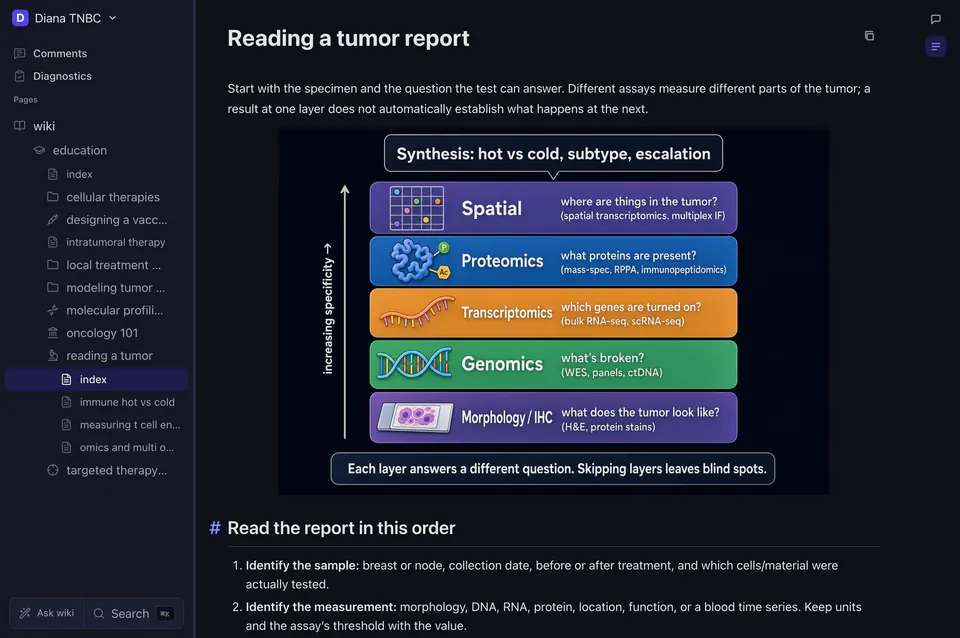 D Diana TNBC
Comments
Diagnostics
Pages
wiki
education
index
cellular therapies
designing a vacc...
intratumoral therapy
local treatment ...
modeling tumor ...
molecular profili...
oncology 101
reading a tumor
index
immune hot vs cold
measuring t cell en...
omics and multi o...
targeted therapy...
Ask wiki
Search ⌘K
Reading a tumor report
Start with the specimen and the question the test can answer. Different assays measure different parts of the tumor; a
result at one layer does not automatically establish what happens at the next.
Synthesis: hot vs cold, subtype, escalation
increasing specificity →
Spatial
where are things in the tumor?
(spatial transcriptomics, multiplex IF)
P
Ac
Proteomics
what proteins are present?
(mass-spec, RPPA, immunopeptidomics)
Transcriptomics
which genes are turned on?
(bulk RNA-seq, scRNA-seq)
Genomics
what's broken?
(WES, panels, ctDNA)
Morphology / IHC
what does the tumor look like?
(H&E, protein stains)
Each layer answers a different question. Skipping layers leaves blind spots.
# Read the report in this order
1. Identify the sample: breast or node, collection date, before or after treatment, and which cells/material were
actually tested.
2. Identify the measurement: morphology, DNA, RNA, protein, location, function, or a blood time series. Keep units
and the assay's threshold with the value.